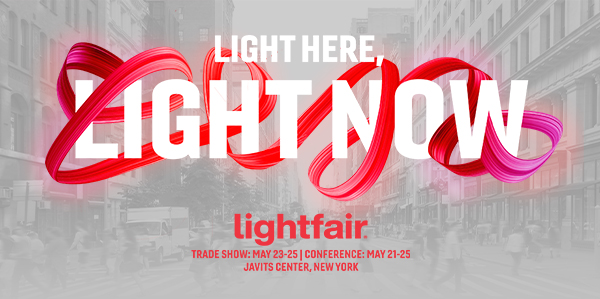 LIGHT HERE,
LIGHT NOW
lightfair
TRADE SHOW: MAY 23-25 | CONFERENCE: MAY 21-25
JAVITS CENTER, NEW YORK